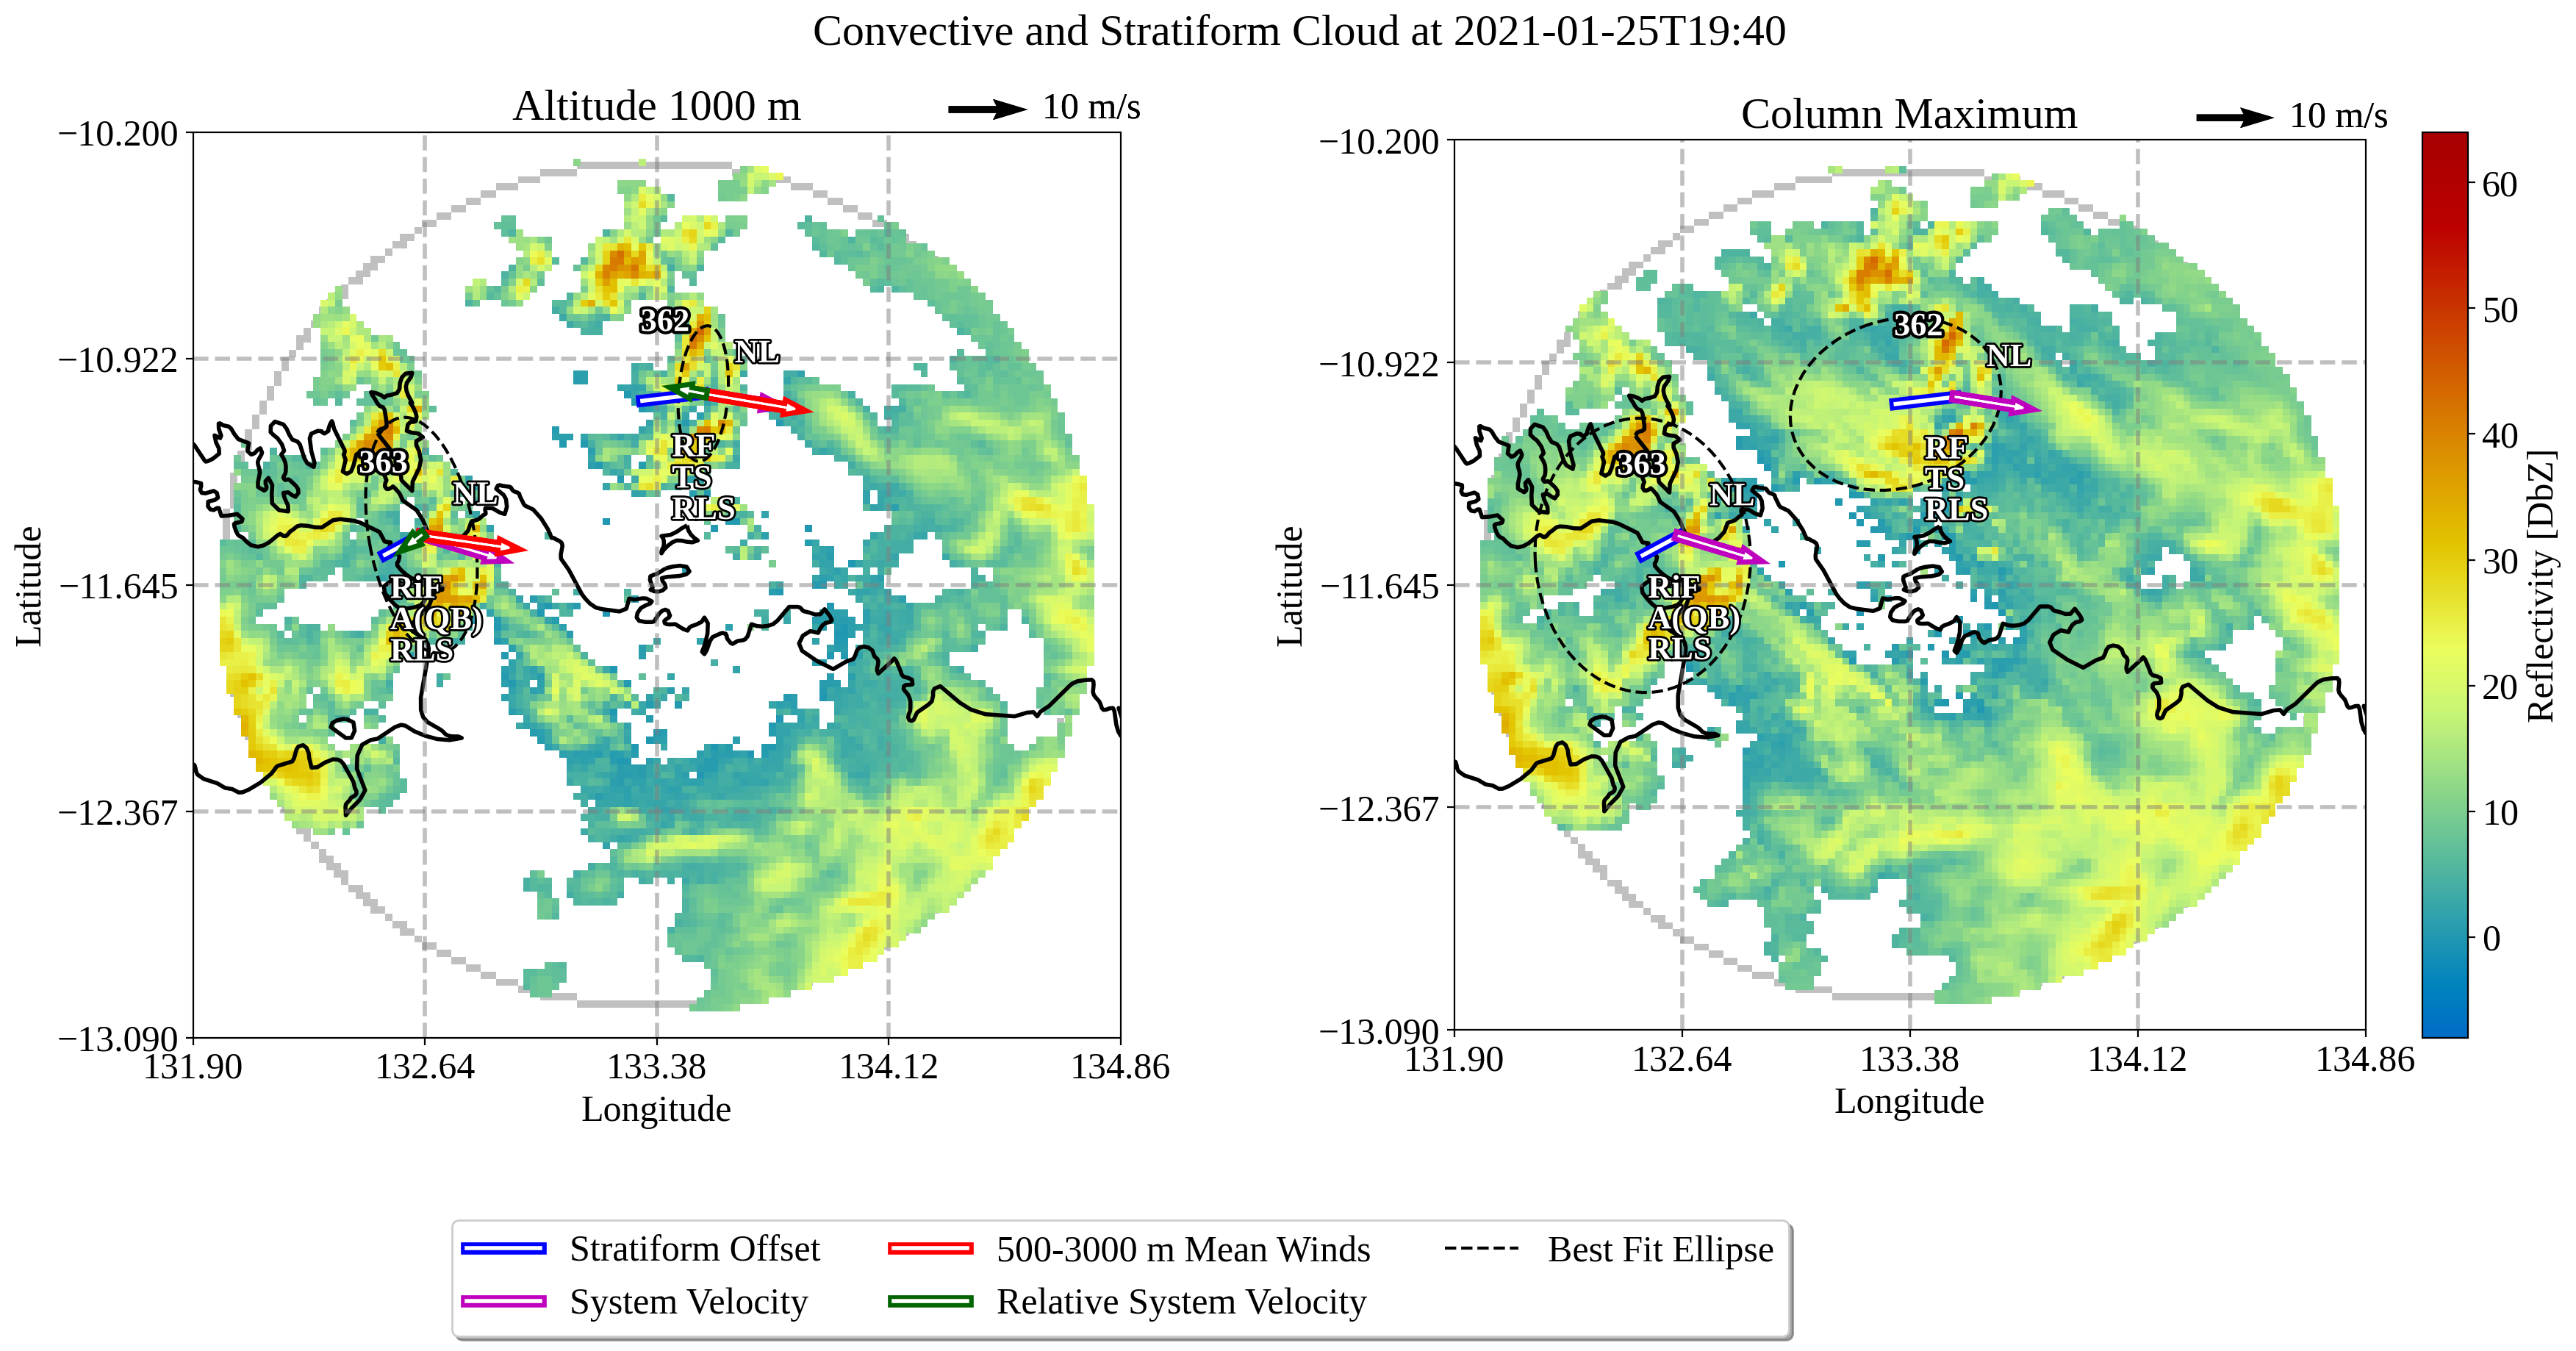 Convective and Stratiform Cloud at 2021-01-25T19:40
Altitude 1000 m
10 m/s
−10.200
−10.922
−11.645
−12.367
−13.090
Latitude
131.90
132.64
133.38
134.12
134.86
Longitude
362
NL
RF
TS
RLS
363
NL
RiF
A(QB)
RLS
Column Maximum
10 m/s
−10.200
−10.922
−11.645
−12.367
−13.090
Latitude
131.90
132.64
133.38
134.12
134.86
Longitude
362
NL
RF
TS
RLS
363
NL
RiF
A(QB)
RLS
60
50
40
30
20
10
0
Reflectivity [DbZ]
Stratiform Offset
500-3000 m Mean Winds
Best Fit Ellipse
System Velocity
Relative System Velocity